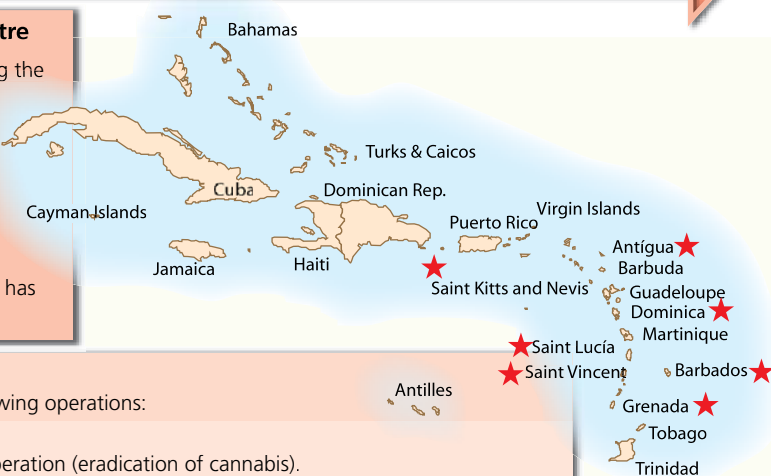 tre
g the
has
Bahamas
Turks & Caicos
Cuba
Dominican Rep.
Cayman Islands
Puerto Rico
Virgin Islands
Jamaica
Haiti
Antígua
Barbuda
Saint Kitts and Nevis
Guadeloupe
Dominica
Martinique
Saint Lucía
Saint Vincent
Barbados
Antilles
Grenada
Tobago
Trinidad
wing operations:
eration (eradication of cannabis).